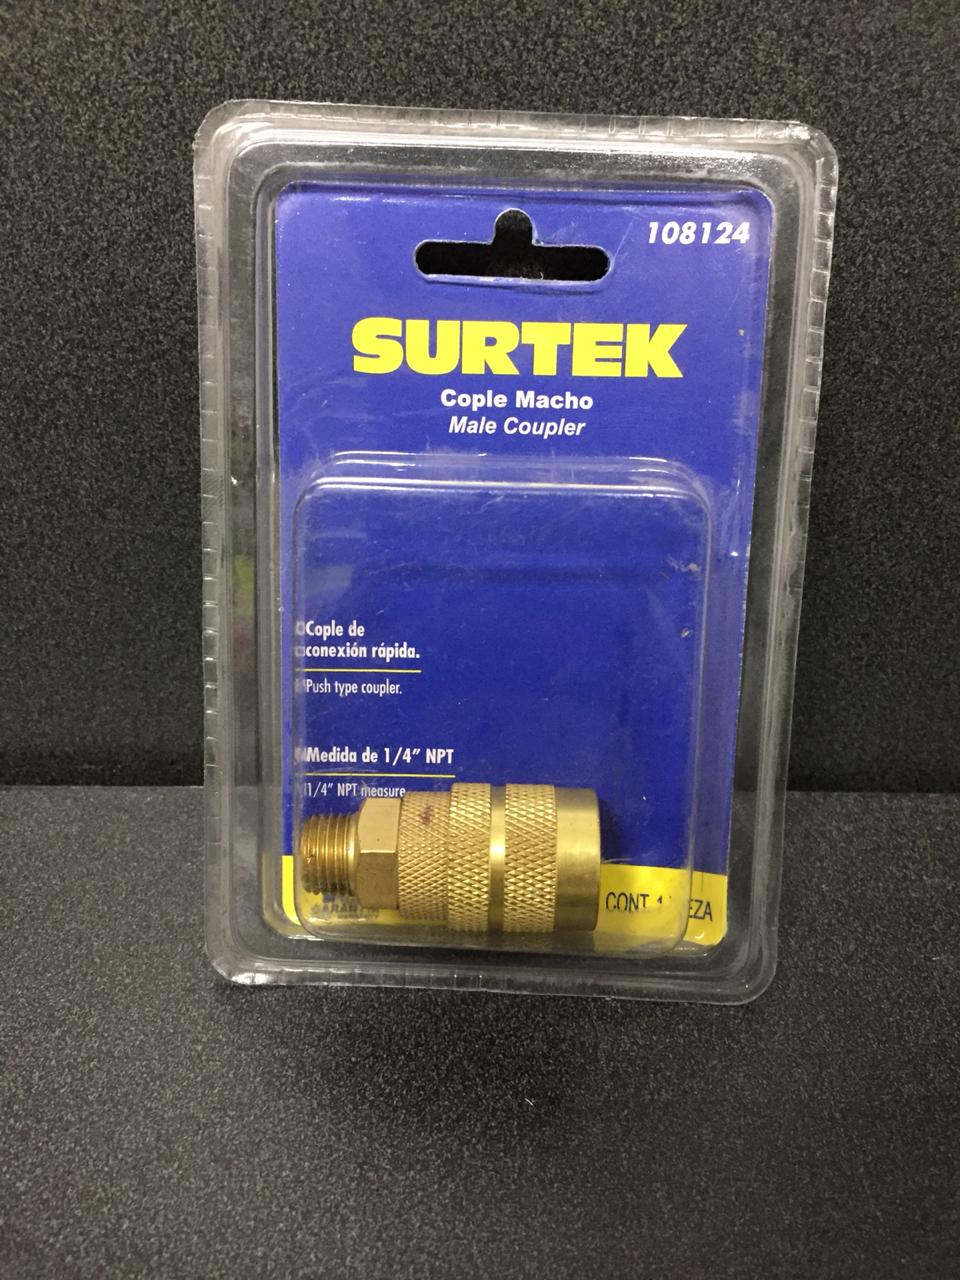 108124
SURTEK
Cople Macho
Male Coupler
Cople de
conexión rápida.
Push type coupler.
Medida de 1/4" NPT
1/4" NPT measure
CONT. 1